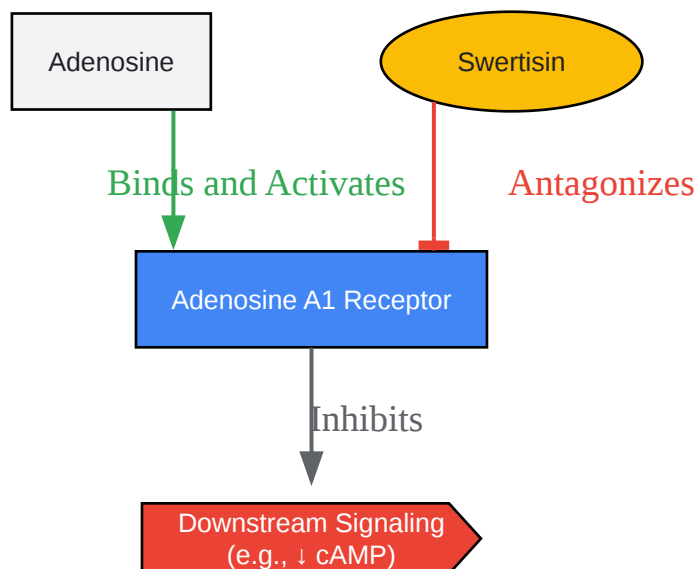 Adenosine
Swertisin
Binds and Activates
Antagonizes
Adenosine A1 Receptor
Inhibits
Downstream Signaling
(e.g., ↓ cAMP)